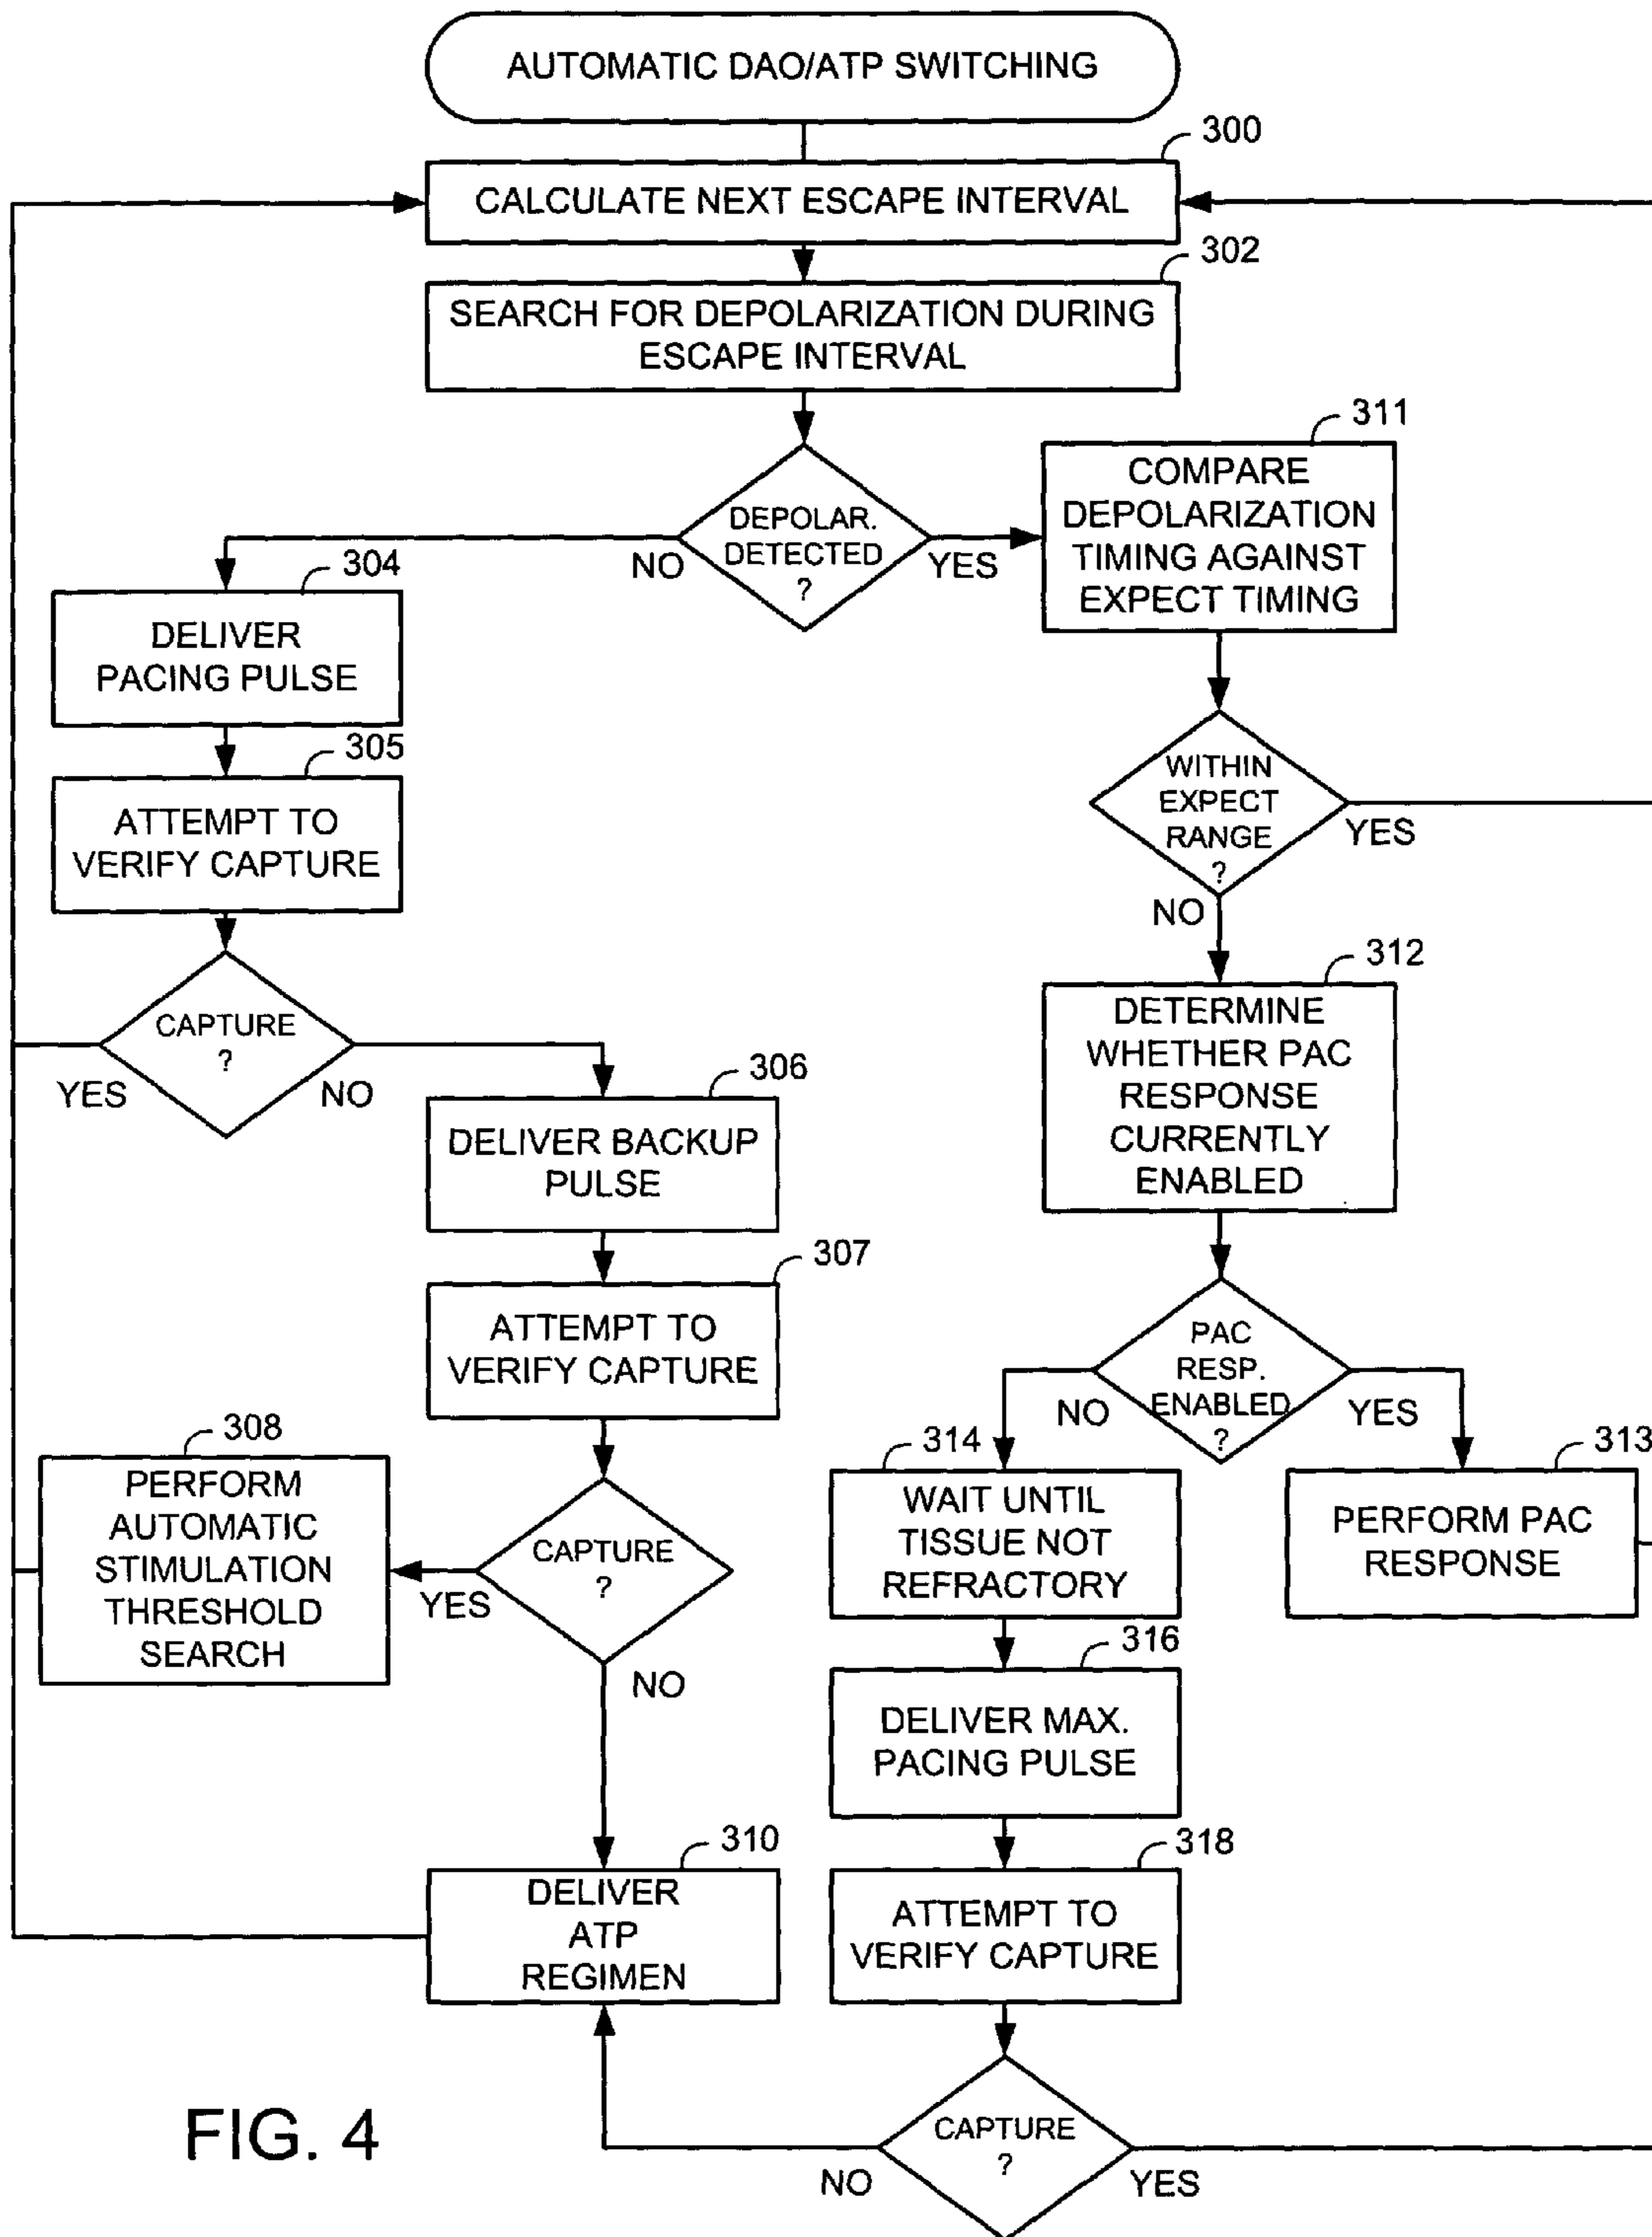 AUTOMATIC DAO/ATP SWITCHING
300
CALCULATE NEXT ESCAPE INTERVAL
302
SEARCH FOR DEPOLARIZATION DURING
ESCAPE INTERVAL
DEPOLAR.
DETECTED
?
NO
YES
311
COMPARE
DEPOLARIZATION
TIMING AGAINST
EXPECT TIMING
304
DELIVER
PACING PULSE
305
ATTEMPT TO
VERIFY CAPTURE
WITHIN
EXPECT
RANGE
?
YES
NO
CAPTURE
?
YES
NO
312
DETERMINE
WHETHER PAC
RESPONSE
CURRENTLY
ENABLED
306
DELIVER BACKUP
PULSE
307
ATTEMPT TO
VERIFY CAPTURE
PAC
RESP.
ENABLED
?
NO
YES
308
PERFORM
AUTOMATIC
STIMULATION
THRESHOLD
SEARCH
CAPTURE
?
YES
NO
314
WAIT UNTIL
TISSUE NOT
REFRACTORY
313
PERFORM PAC
RESPONSE
316
DELIVER MAX.
PACING PULSE
310
DELIVER
ATP
REGIMEN
318
ATTEMPT TO
VERIFY CAPTURE
CAPTURE
?
NO
YES
FIG. 4